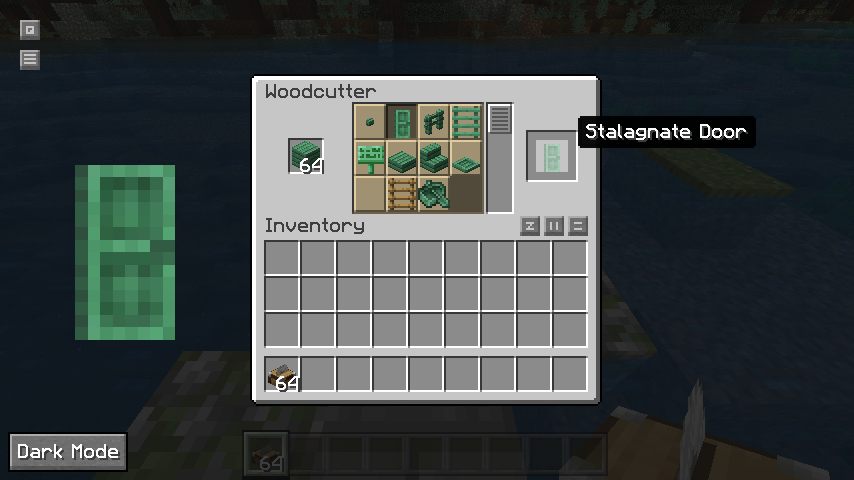 Woodcutter
64
Stalagnate Door
Inventory
64
Dark Mode
64